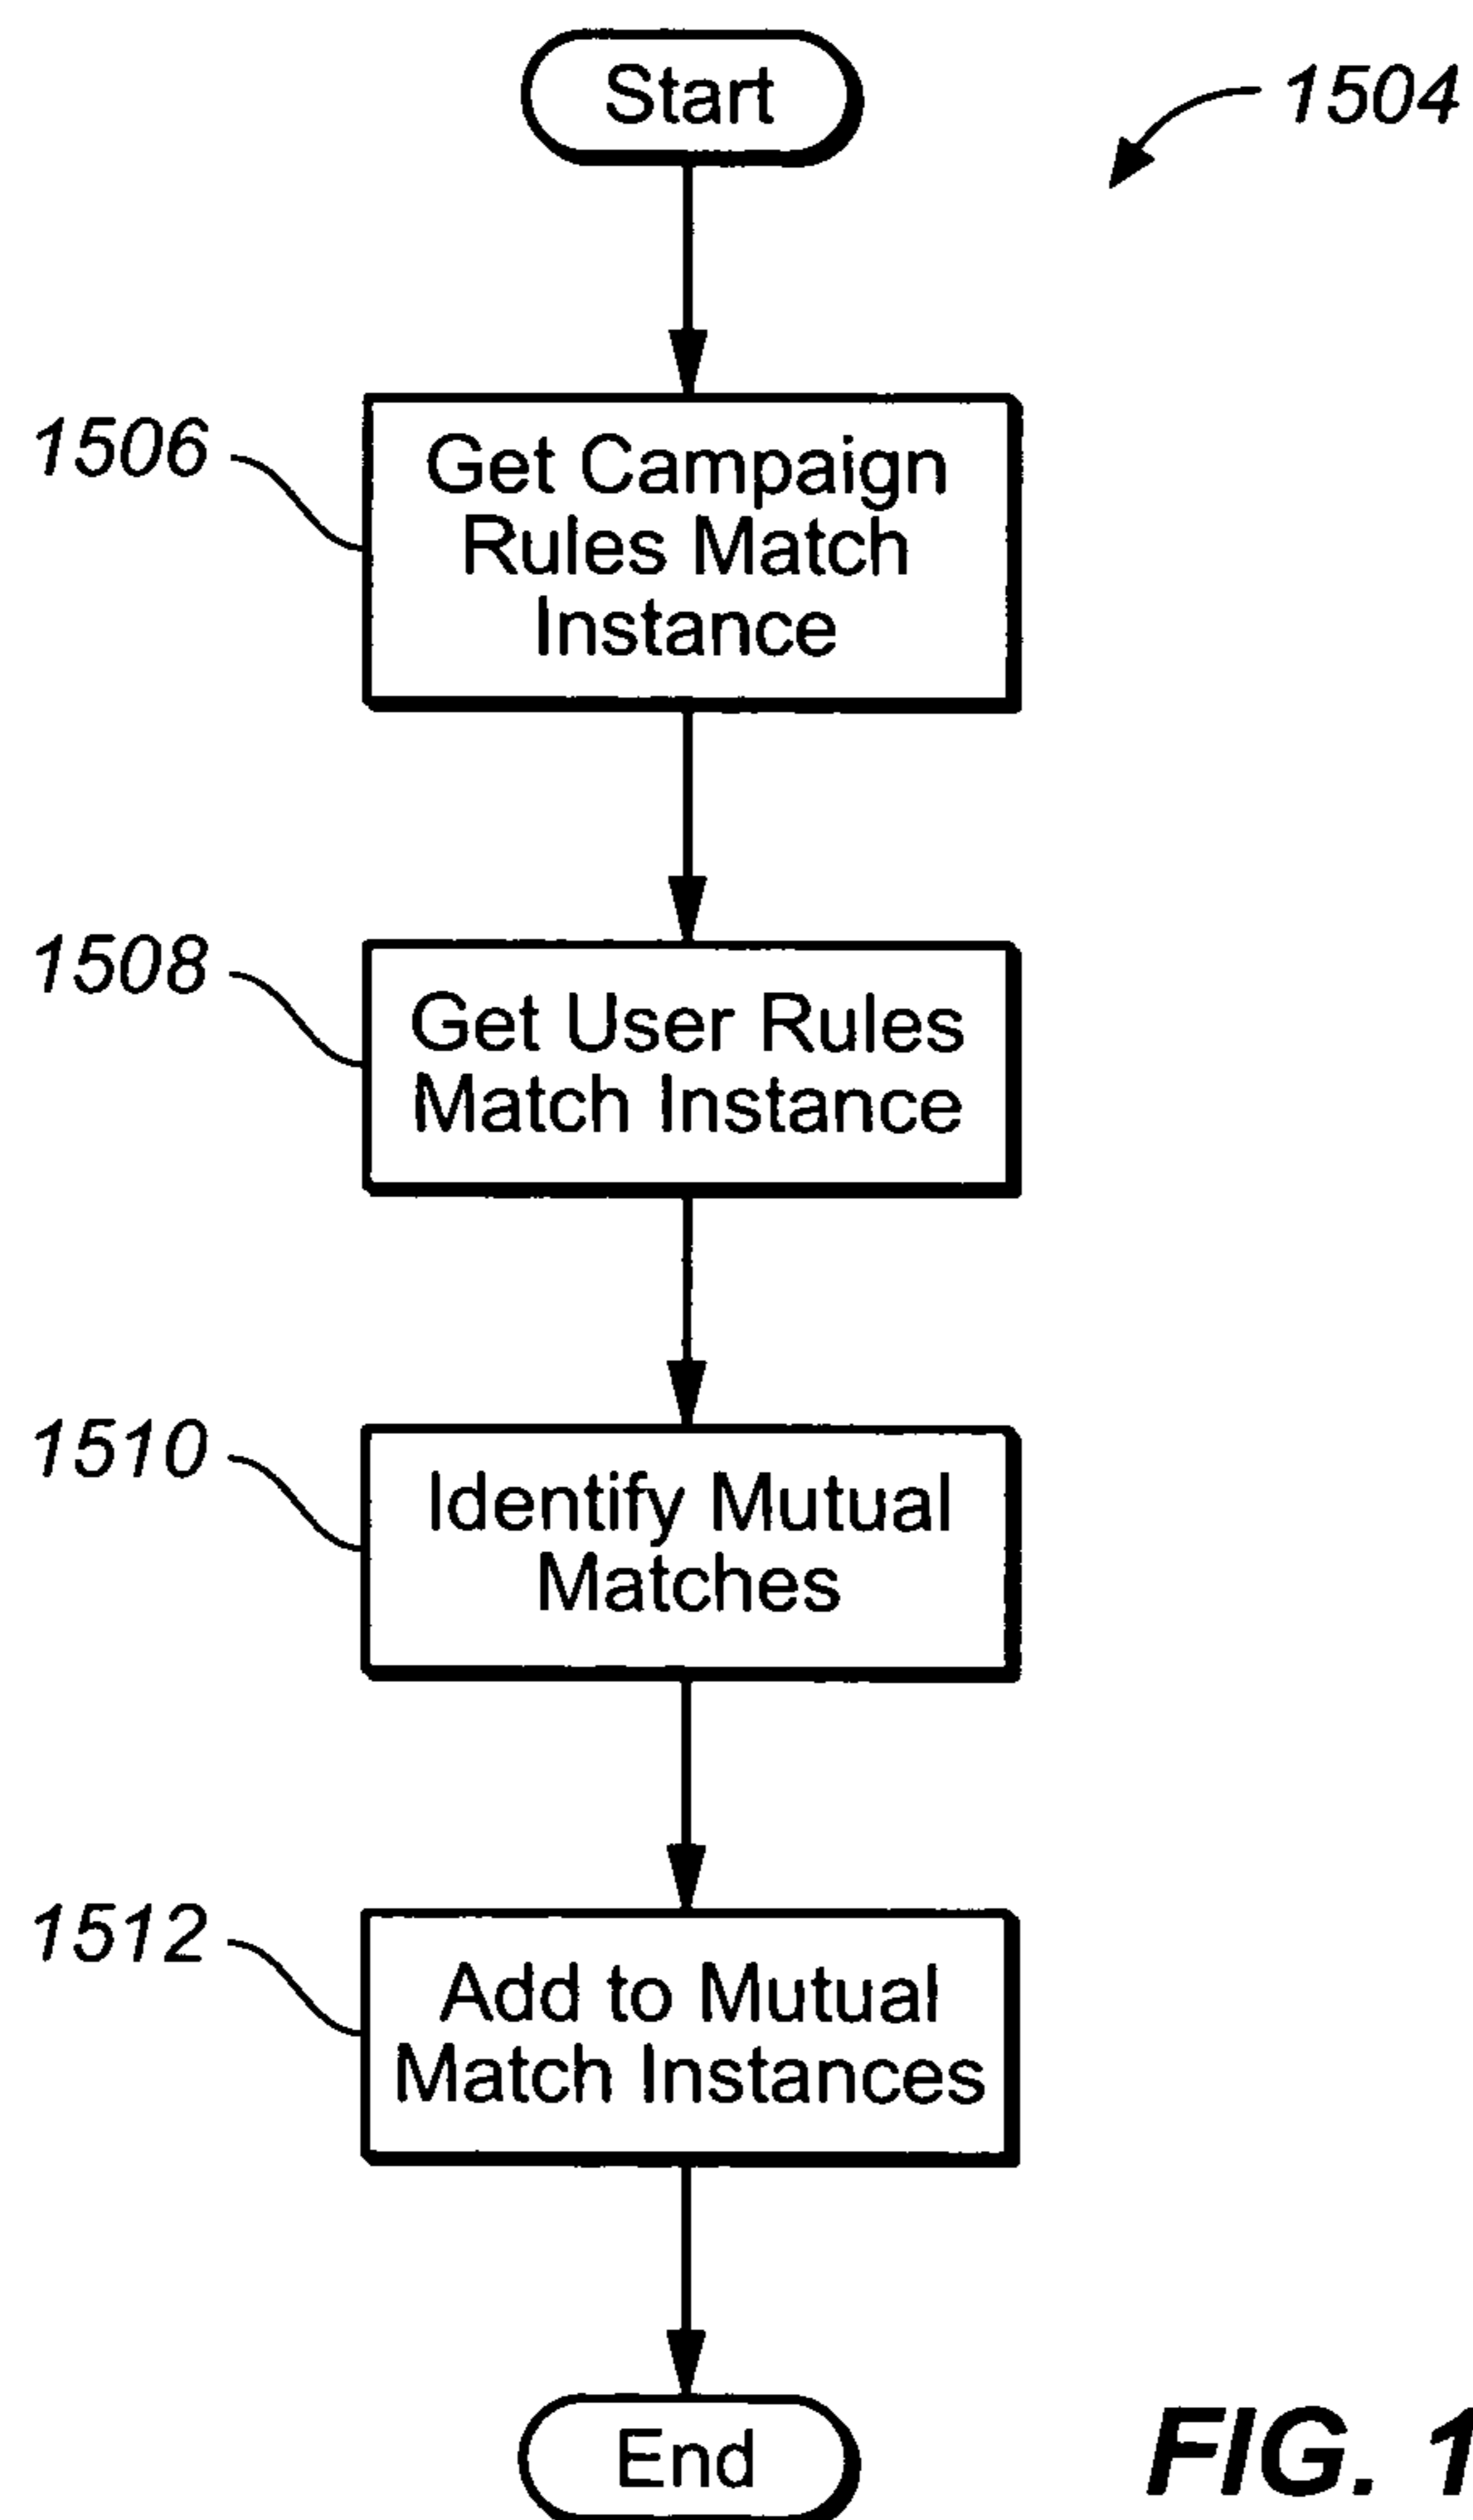 Start
1504
1506
Get Campaign
Rules Match
Instance
1508
Get User Rules
Match Instance
1510
Identify Mutual
Matches
1512
Add to Mutual
Match Instances
End
FIG. 1